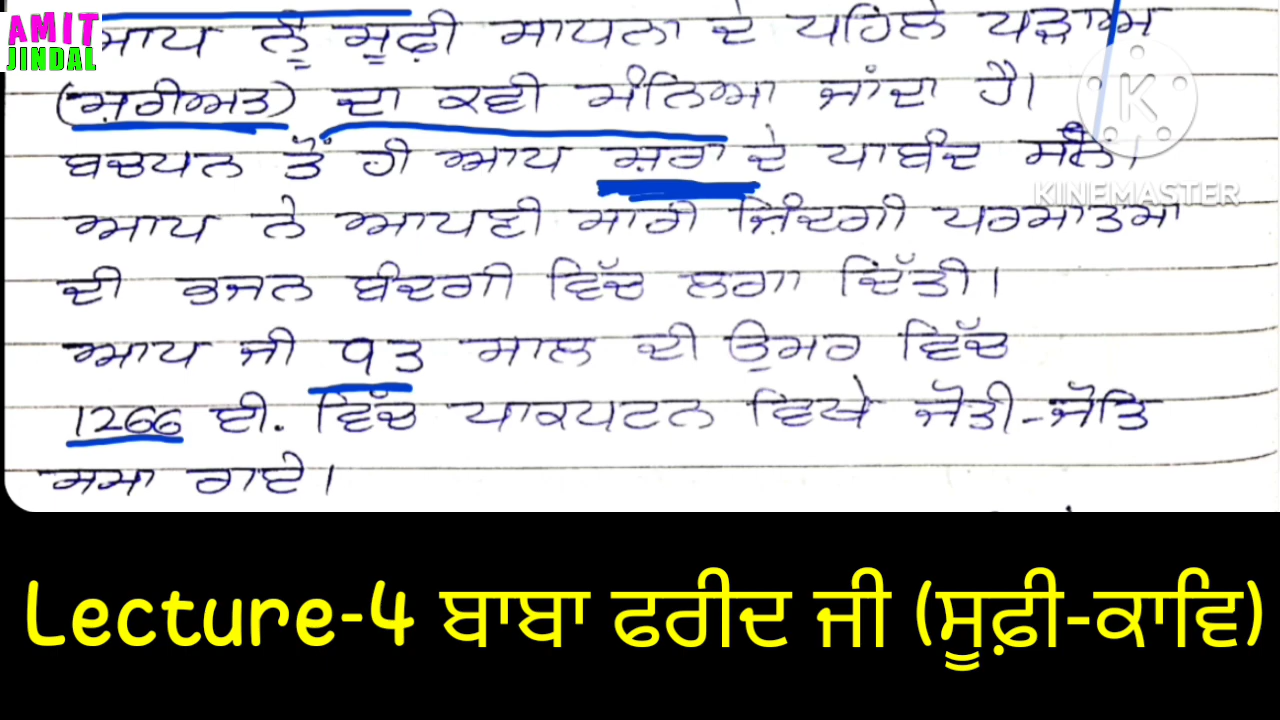 AMIT
JINDAL
ਆਪ ਨੂੰ ਸੂਫ਼ੀ ਸਾਧਨਾ ਦੇ ਪਹਿਲੇ ਪੜਾਅ
(ਸ਼ਰੀਅਤ) ਦਾ ਕਵੀ ਮੰਨਿਆ ਜਾਂਦਾ ਹੈ।
ਬਚਪਨ ਤੋਂ ਹੀ ਆਪ ਸ਼ਰਾ ਦੇ ਪਾਬੰਦ ਸਨ।
K
KINEMASTER
ਆਪ ਨੇ ਆਪਣੀ ਸਾਰੀ ਜ਼ਿੰਦਗੀ ਪਰਮਾਤਮਾ
ਦੀ ਭਜਨ ਬੰਦਗੀ ਵਿੱਚ ਲਗਾ ਦਿੱਤੀ।
ਆਪ ਜੀ 93 ਸਾਲ ਦੀ ਉਮਰ ਵਿੱਚ
1266 ਈ. ਵਿੱਚ ਪਾਕਪਟਨ ਵਿਖੇ ਜੋਤੀ-ਜੋਤਿ
ਸਮਾ ਗਏ।
Lecture-4 ਬਾਬਾ ਫਰੀਦ ਜੀ (ਸੂਫ਼ੀ-ਕਾਵਿ)